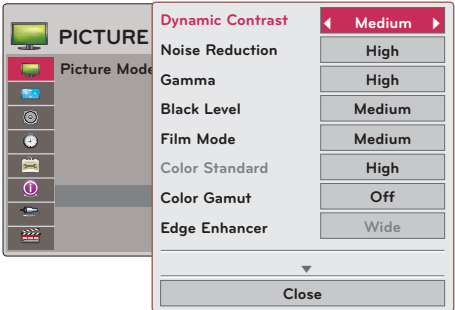 PICTURE
Picture Mode
Dynamic Contrast Medium
Noise Reduction High
Gamma High
Black Level Medium
Film Mode Medium
Color Standard High
Color Gamut Off
Edge Enhancer Wide
Close